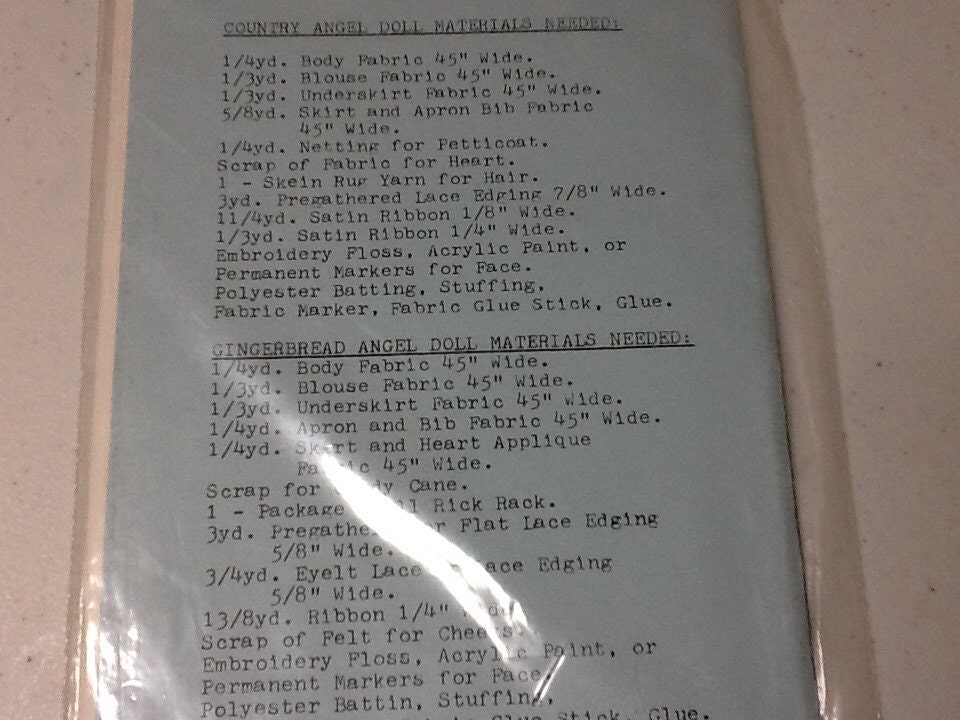 COUNTRY ANGEL DOLL MATERIALS NEEDED:
1/4yd. Body Fabric 45" Wide.
1/3yd. Blouse Fabric 45" Wide.
1/3yd. Underskirt Fabric 45" Wide.
5/8yd. Skirt and Apron Bib Fabric
45" Wide.
1/4yd. Netting for Petticoat.
Scrap of Fabric for Heart.
1 - Skein Rug Yarn for Hair.
3yd. Pregathered Lace Edging 7/8" Wide.
11/4yd. Satin Ribbon 1/8" Wide.
1/3yd. Satin Ribbon 1/4" Wide.
Embroidery Floss, Acrylic Paint, or
Permanent Markers for Face.
Polyester Batting, Stuffing,
Fabric Marker, Fabric Glue Stick, Glue.
GINGERBREAD ANGEL DOLL MATERIALS NEEDED:
1/4yd. Body Fabric 45" Wide.
1/3yd. Blouse Fabric 45" Wide.
1/3yd. Underskirt Fabric 45" Wide.
1/4yd. Apron and Bib Fabric 45" Wide.
1/4yd. Skirt and Heart Applique
Fabric 45" Wide.
Scrap for Cane.
1 - Package Rick Rack.
3yd. Flat Lace Edging
5/8" Wide.
3/4yd. Eyelt Lace Edging
5/8" Wide.
13/8yd. Ribbon 1/4"
Scrap of Felt for Cheeks.
Embroidery Floss, Acrylic Paint, or
Permanent Markers for Face.
Polyester Battin, Stuffing,
Glue Stick, Glue.